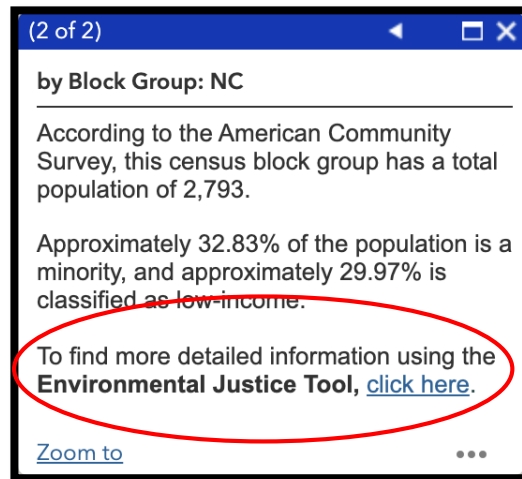 (2 of 2)
by Block Group: NC
According to the American Community
Survey, this census block group has a total
population of 2,793.
Approximately 32.83% of the population is a
minority, and approximately 29.97% is
classified as low-income.
To find more detailed information using the
Environmental Justice Tool, click here.
Zoom to